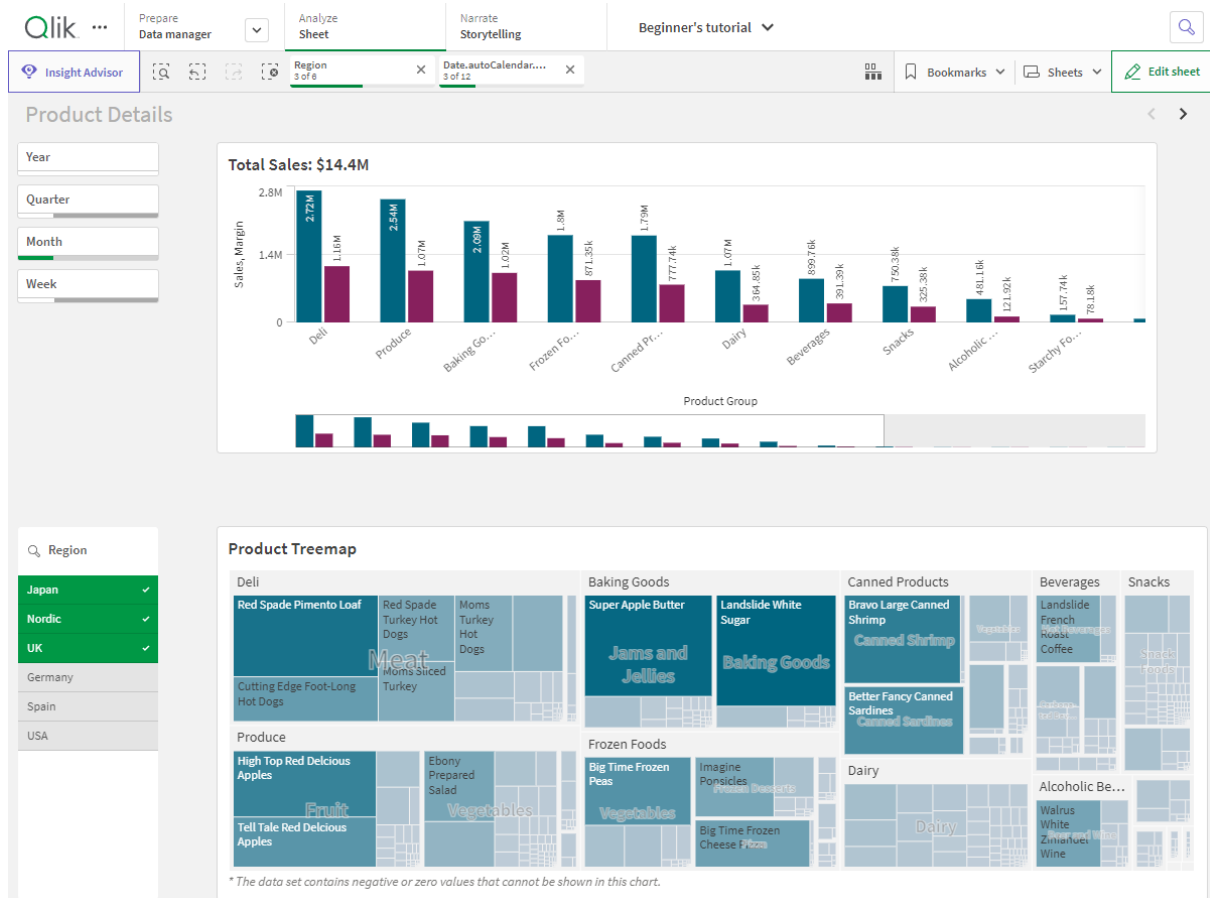 Qlik
Prepare
Data manager
Analyze
Sheet
Narrate
Storytelling
Beginner's tutorial
Insight Advisor
Region
3 of 6
Date.autoCalendar....
3 of 12
Bookmarks
Sheets
Edit sheet
Product Details
Year
Quarter
Month
Week
Total Sales: $14.4M
Sales, Margin
2.8M
1.4M
0
2.72M
1.16M
2.54M
1.07M
2.09M
1.02M
1.8M
871.35k
1.79M
777.74k
1.07M
364.85k
899.76k
391.39k
750.38k
325.38k
481.16k
121.92k
157.74k
78.18k
Deli
Produce
Baking Go...
Frozen Fo...
Canned Pr...
Dairy
Beverages
Snacks
Alcoholic ...
Starchy Fo...
Product Group
Region
Japan
Nordic
UK
Germany
Spain
USA
Product Treemap
Deli
Red Spade Pimento Loaf
Red Spade
Turkey Hot
Dogs
Moms
Turkey
Hot
Dogs
Meat
Moms Sliced
Turkey
Cutting Edge Foot-Long
Hot Dogs
Produce
High Top Red Delcious
Apples
Fruit
Tell Tale Red Delcious
Apples
Ebony
Prepared
Salad
Vegetables
Baking Goods
Super Apple Butter
Jams and
Jellies
Landslide White
Sugar
Baking Goods
Frozen Foods
Big Time Frozen
Peas
Vegetables
Imagine
Popsicles
Frozen Desserts
Big Time Frozen
Cheese Pizza
Pizza
Canned Products
Bravo Large Canned
Shrimp
Canned Shrimp
Vegetables
Better Fancy Canned
Sardines
Canned Sardines
Dairy
Dairy
Beverages
Landslide
French
Roast
Coffee
Hot Beverages
Snacks
Snack
Foods
Alcoholic Be...
Walrus
White
Zinfandel
Wine
Beer and Wine
* The data set contains negative or zero values that cannot be shown in this chart.